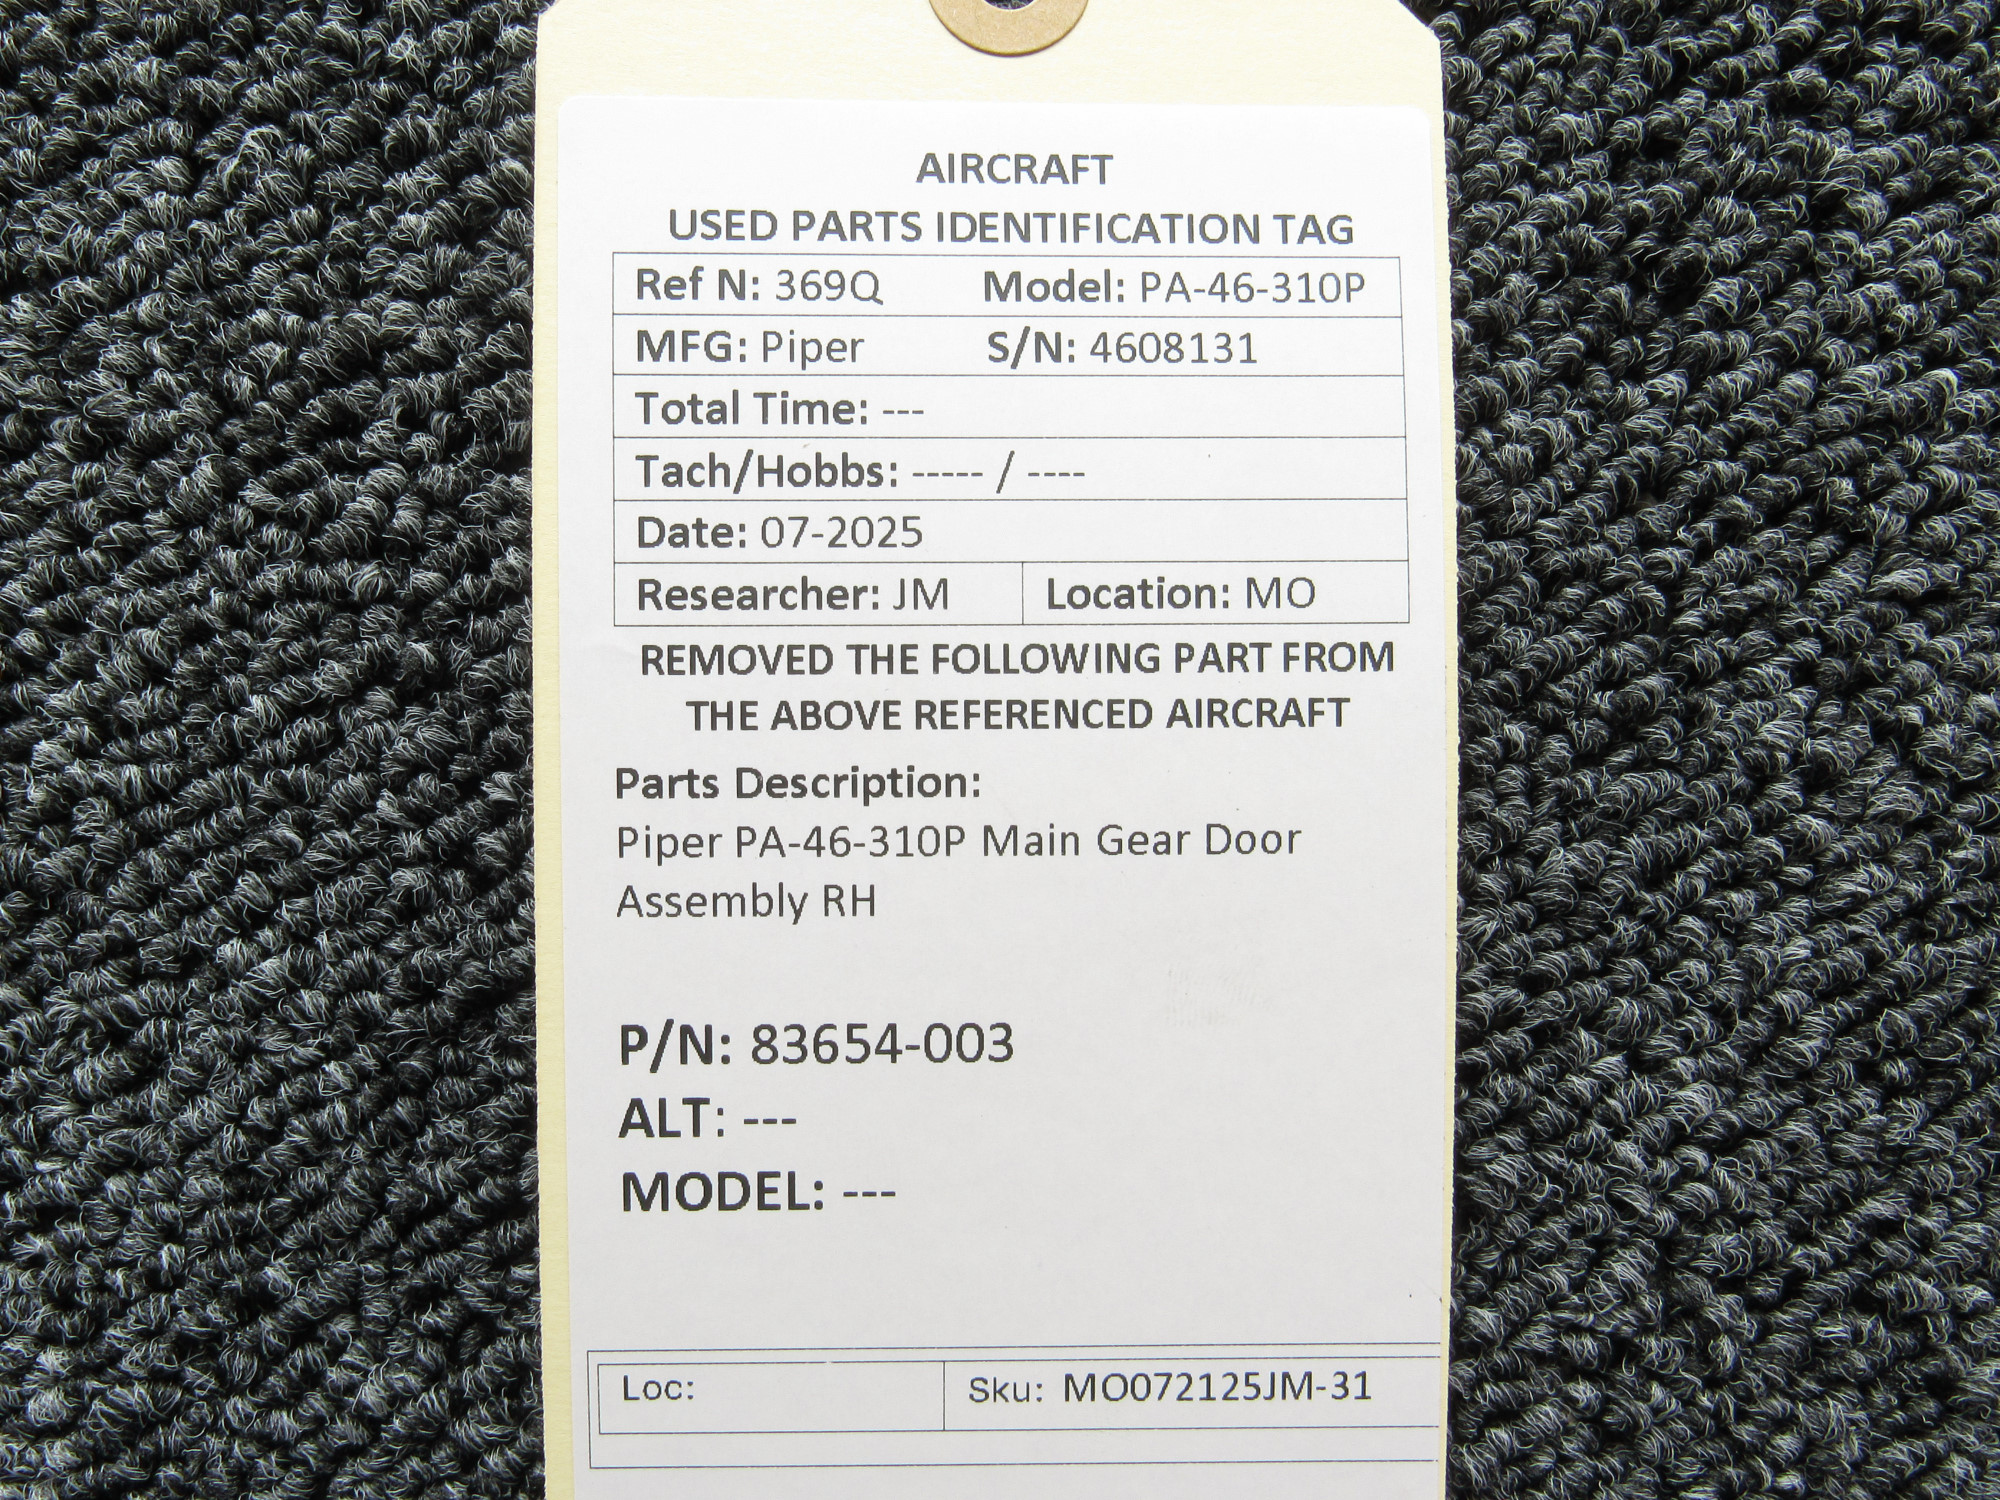 AIRCRAFT
USED PARTS IDENTIFICATION TAG
Ref N: 369Q Model: PA-46-310P
MFG: Piper S/N: 4608131
Total Time: ---
Tach/Hobbs: ----- / ----
Date: 07-2025
Researcher: JM Location: MO
REMOVED THE FOLLOWING PART FROM
THE ABOVE REFERENCED AIRCRAFT
Parts Description:
Piper PA-46-310P Main Gear Door
Assembly RH
P/N: 83654-003
ALT: ---
MODEL: ---
Loc: Sku: MO072125JM-31